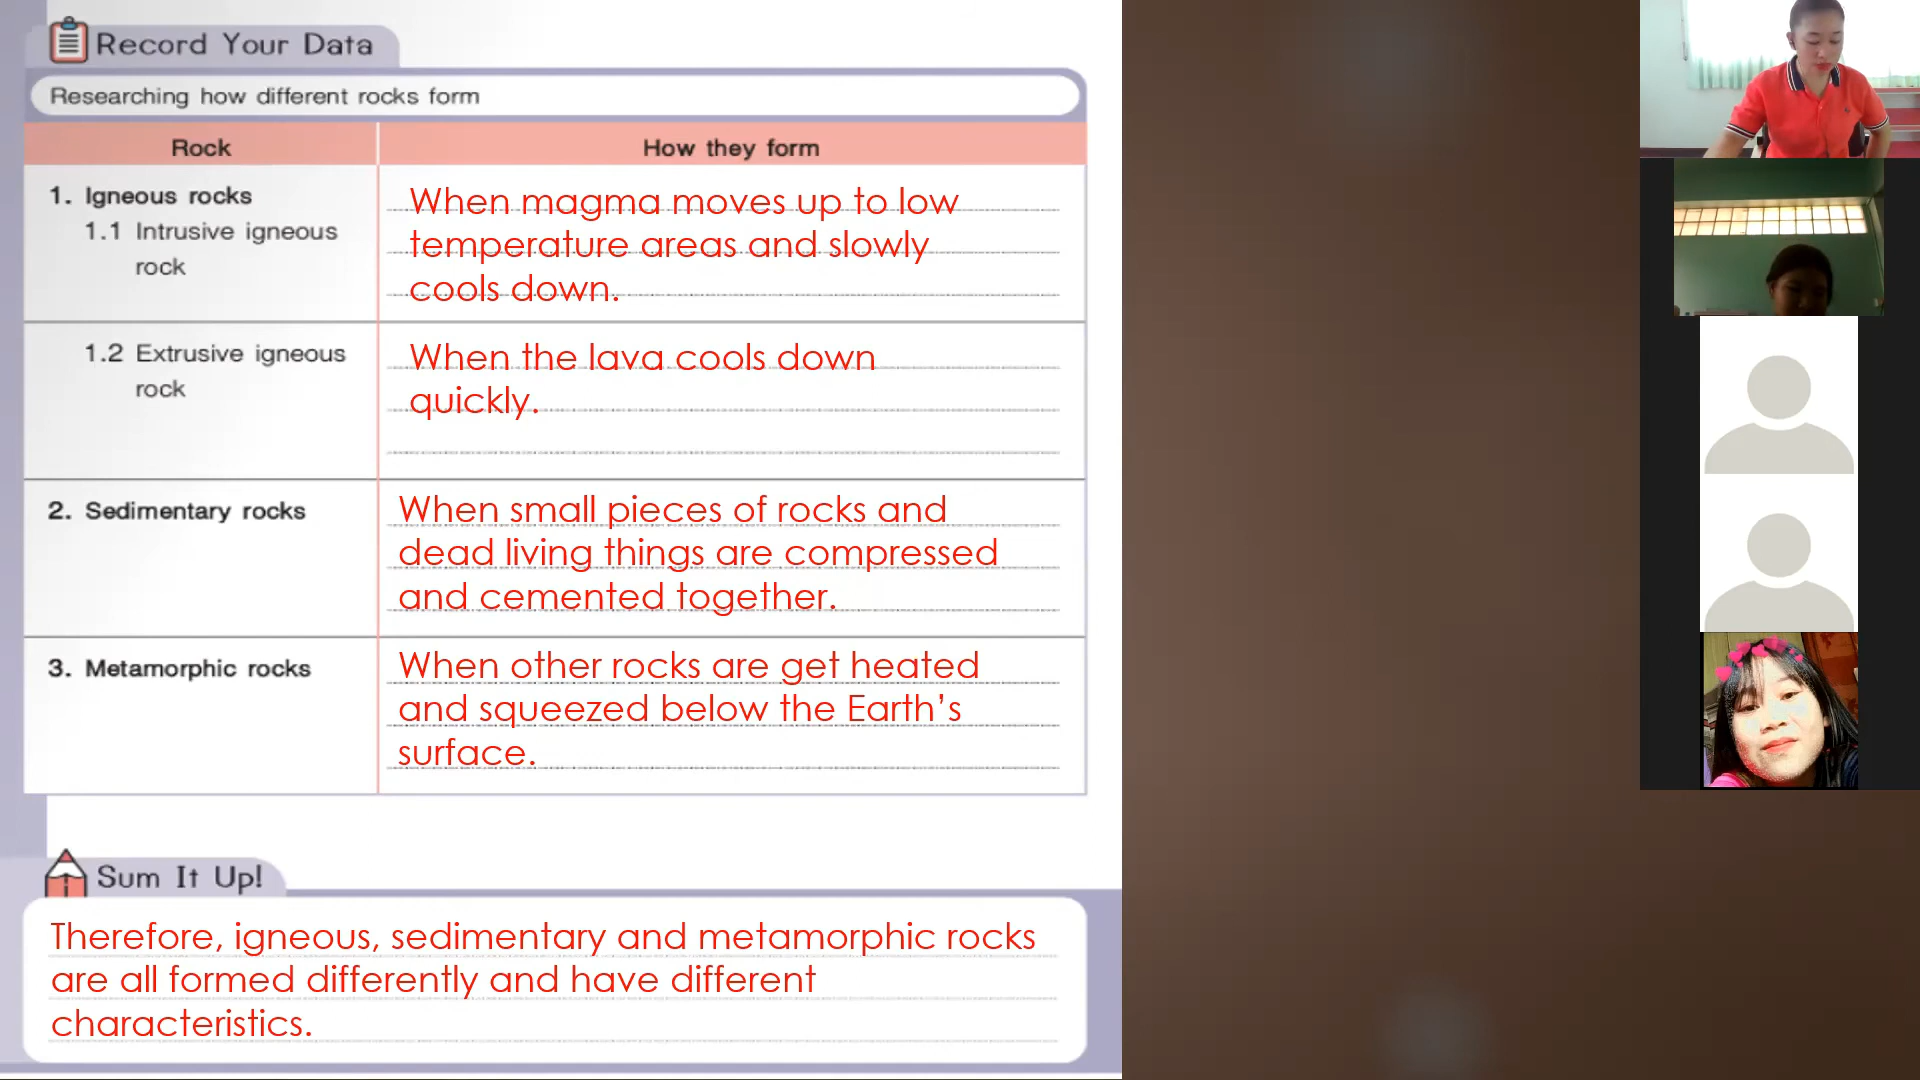 Record Your Data
Researching how different rocks form
Rock
How they form
1. Igneous rocks
1.1 Intrusive igneous
rock
When magma moves up to low
temperature areas and slowly
cools down.
1.2 Extrusive igneous
rock
When the lava cools down
quickly.
2. Sedimentary rocks
When small pieces of rocks and
dead living things are compressed
and cemented together.
3. Metamorphic rocks
When other rocks are get heated
and squeezed below the Earth’s
surface.
Sum It Up!
Therefore, igneous, sedimentary and metamorphic rocks
are all formed differently and have different
characteristics.